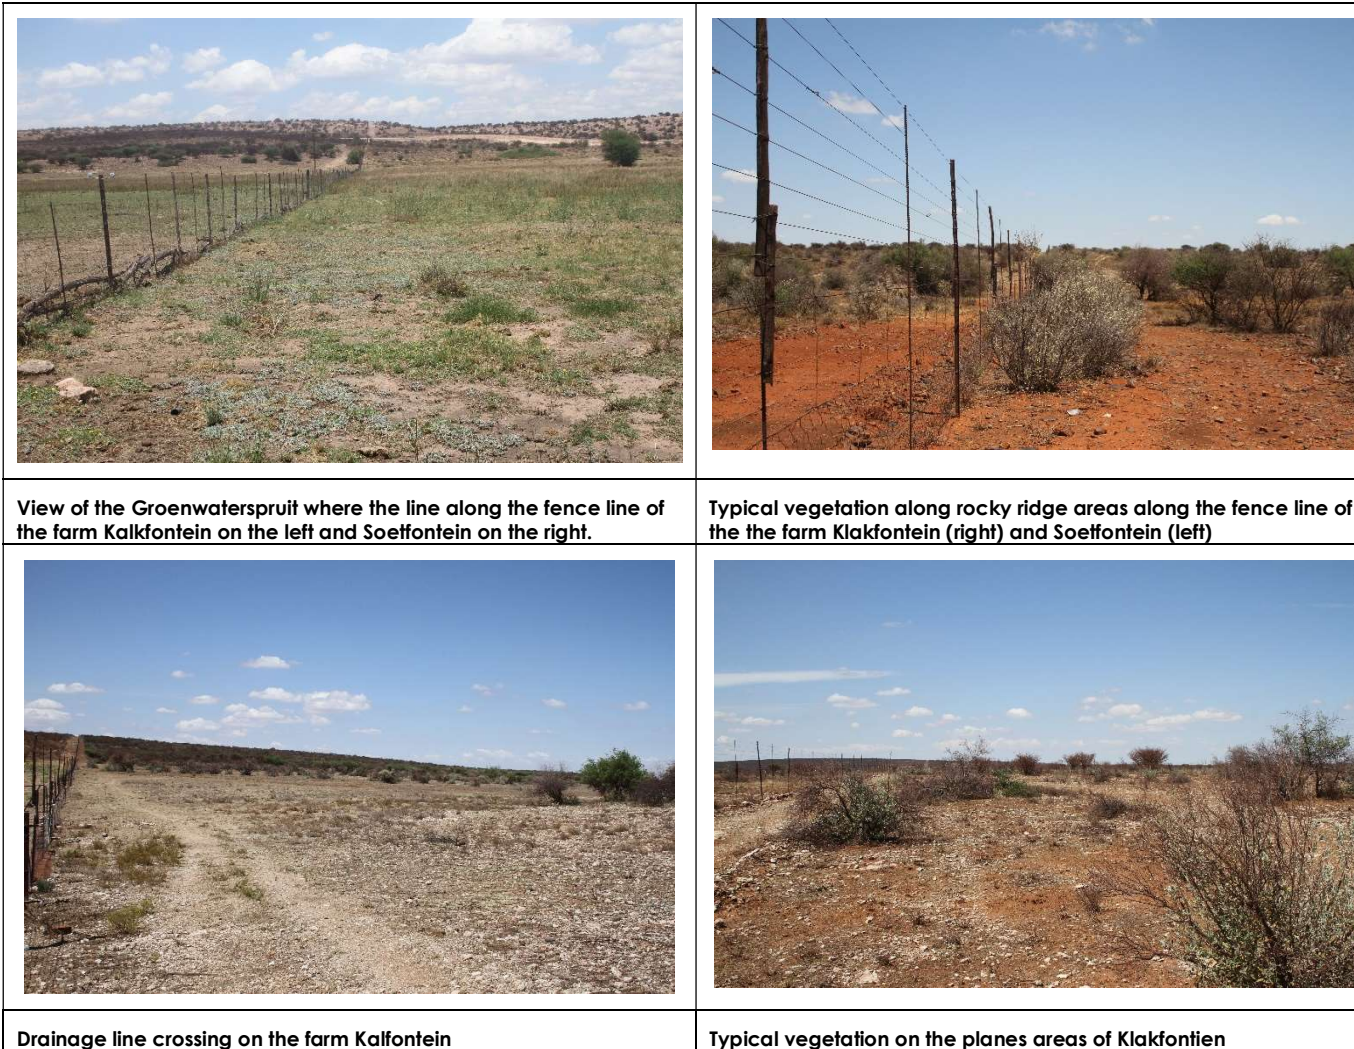 View of the Groenwaterspruit where the line along the fence line of
the farm Kalkfontein on the left and Soetfontein on the right.
Typical vegetation along rocky ridge areas along the fence line of
the the farm Klakfontein (right) and Soetfontein (left)
Drainage line crossing on the farm Kalfontein
Typical vegetation on the planes areas of Klakfontien